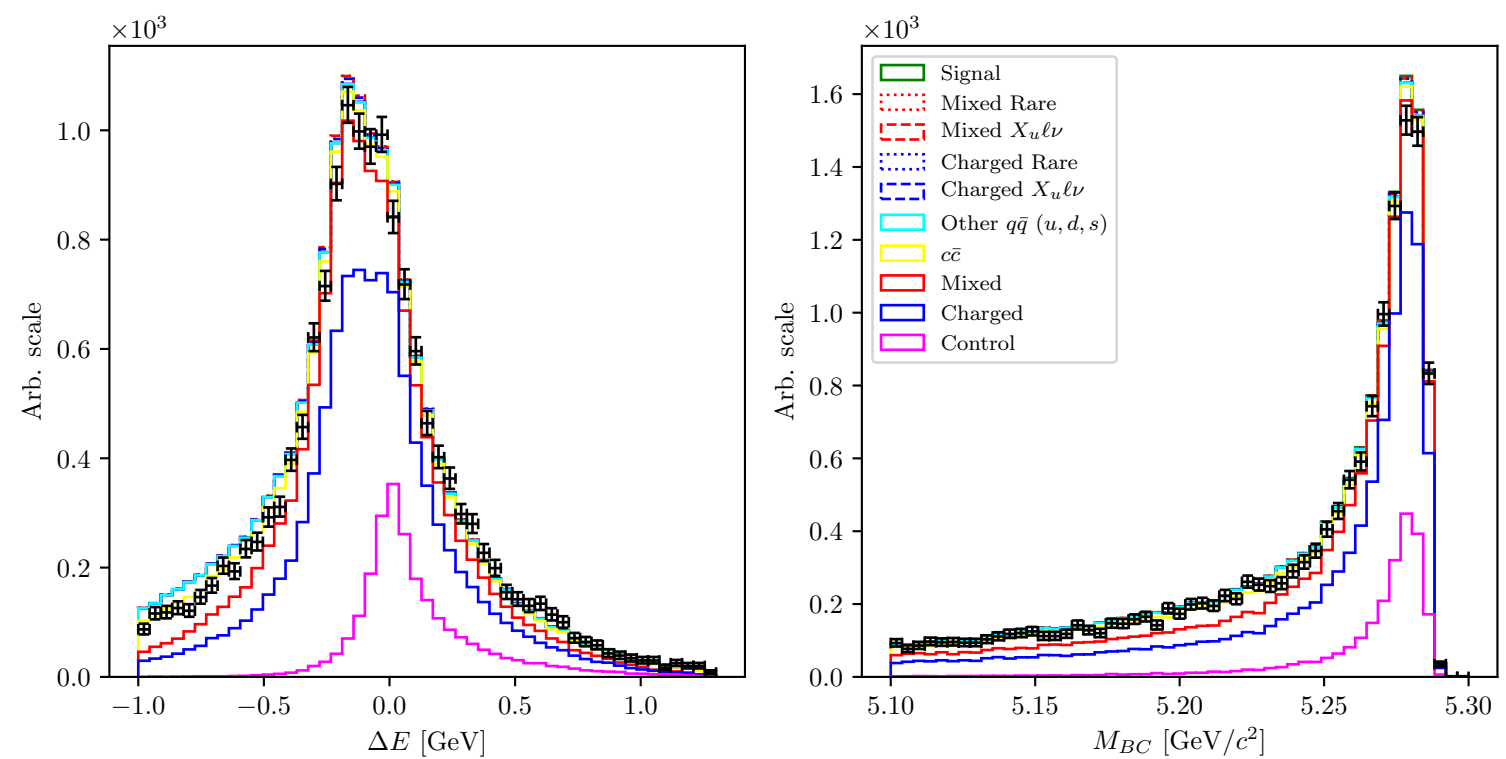 ×10³
Arb. scale
1.0
0.8
0.6
0.4
0.2
0.0
−1.0 −0.5 0.0 0.5 1.0
ΔE [GeV]
×10³
Arb. scale
1.6
1.4
1.2
1.0
0.8
0.6
0.4
0.2
0.0
Signal
Mixed Rare
Mixed X_uℓν
Charged Rare
Charged X_uℓν
Other qq̄ (u, d, s)
cc̄
Mixed
Charged
Control
5.10 5.15 5.20 5.25 5.30
M_BC [GeV/c²]